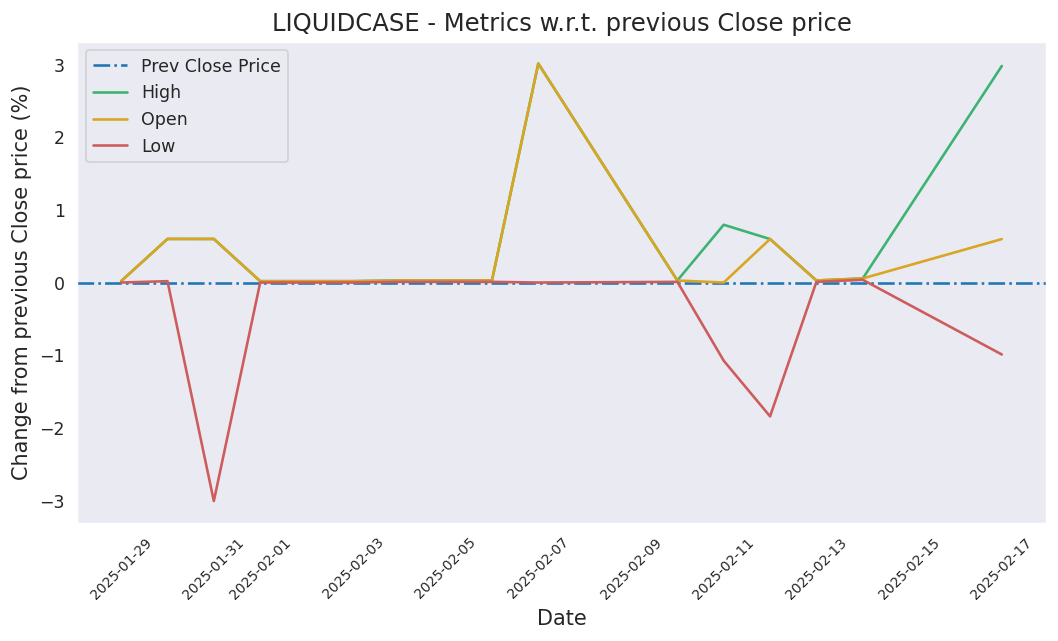 LIQUIDCASE - Metrics w.r.t. previous Close price
Prev Close Price
High
Open
Low
Change from previous Close price (%)
3
2
1
0
−1
−2
−3
2025-01-29
2025-01-31
2025-02-01
2025-02-03
2025-02-05
2025-02-07
2025-02-09
2025-02-11
2025-02-13
2025-02-15
2025-02-17
Date